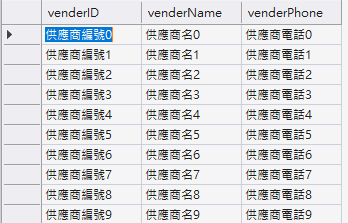 venderID venderName venderPhone
供應商編號0 供應商名0 供應商電話0
供應商編號1 供應商名1 供應商電話1
供應商編號2 供應商名2 供應商電話2
供應商編號3 供應商名3 供應商電話3
供應商編號4 供應商名4 供應商電話4
供應商編號5 供應商名5 供應商電話5
供應商編號6 供應商名6 供應商電話6
供應商編號7 供應商名7 供應商電話7
供應商編號8 供應商名8 供應商電話8
供應商編號9 供應商名9 供應商電話9